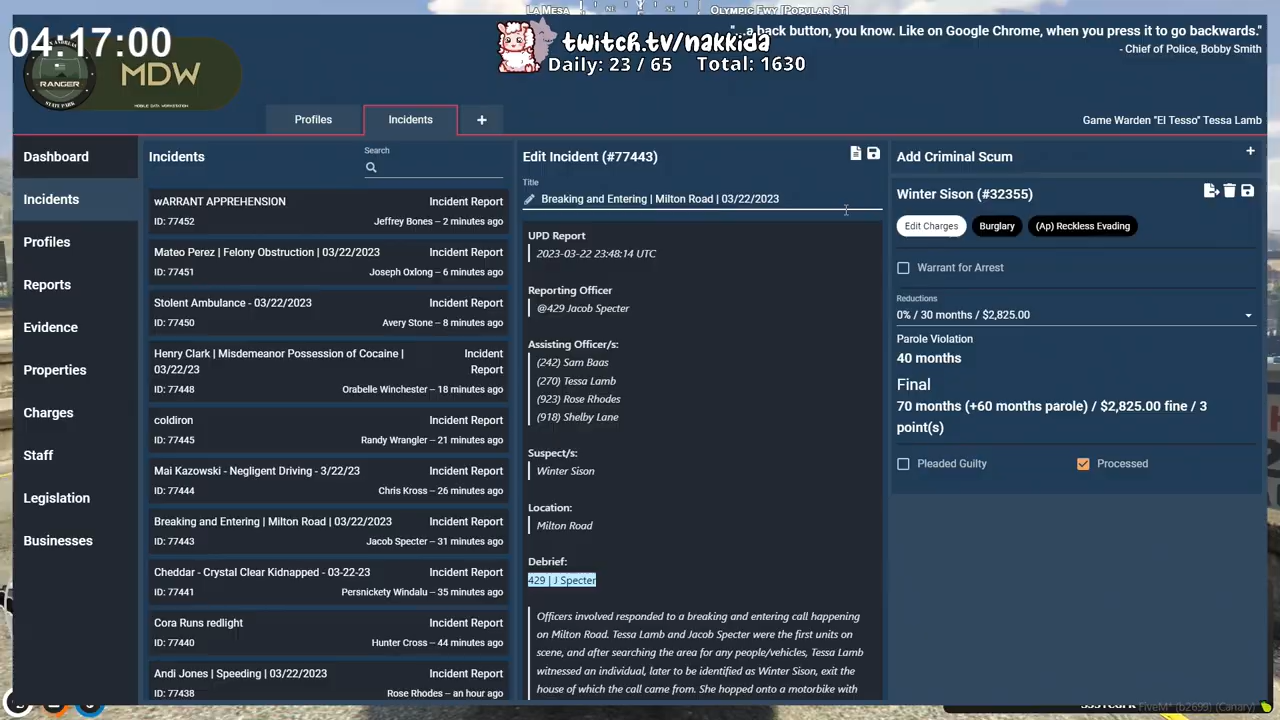 LA MESA
NE
SE
OLYMPIC FWY [POPULAR ST]
04:17:00
twitch.tv/nakkida
Daily: 23 / 65 Total: 1630
"...a back button, you know. Like on Google Chrome, when you press it to go backwards."
- Chief of Police, Bobby Smith
RANGER
STATE PARK
MDW
MOBILE DATA WORKSTATION
Profiles
Incidents
+
Game Warden "El Tesso" Tessa Lamb
Dashboard
Incidents
Profiles
Reports
Evidence
Properties
Charges
Staff
Legislation
Businesses
Incidents
Search
wARRANT APPREHENSION Incident Report
ID: 77452 Jeffrey Bones – 2 minutes ago
Mateo Perez | Felony Obstruction | 03/22/2023 Incident Report
ID: 77451 Joseph Oxlong – 6 minutes ago
Stolent Ambulance - 03/22/2023 Incident Report
ID: 77450 Avery Stone – 8 minutes ago
Henry Clark | Misdemeanor Possession of Cocaine | Incident
03/22/23 Report
ID: 77448 Orabelle Winchester – 18 minutes ago
coldiron Incident Report
ID: 77445 Randy Wrangler – 21 minutes ago
Mai Kazowski - Negligent Driving - 3/22/23 Incident Report
ID: 77444 Chris Kross – 26 minutes ago
Breaking and Entering | Milton Road | 03/22/2023 Incident Report
ID: 77443 Jacob Specter – 31 minutes ago
Cheddar - Crystal Clear Kidnapped - 03-22-23 Incident Report
ID: 77441 Persnickety Windalu – 35 minutes ago
Cora Runs redlight Incident Report
ID: 77440 Hunter Cross – 44 minutes ago
Andi Jones | Speeding | 03/22/2023 Incident Report
ID: 77438 Rose Rhodes – an hour ago
Edit Incident (#77443)
Title
Breaking and Entering | Milton Road | 03/22/2023
UPD Report
2023-03-22 23:48:14 UTC
Reporting Officer
@429 Jacob Specter
Assisting Officer/s:
(242) Sam Baas
(270) Tessa Lamb
(923) Rose Rhodes
(918) Shelby Lane
Suspect/s:
Winter Sison
Location:
Milton Road
Debrief:
429 | J Specter
Officers involved responded to a breaking and entering call happening
on Milton Road. Tessa Lamb and Jacob Specter were the first units on
scene, and after searching the area for any people/vehicles, Tessa Lamb
witnessed an individual, later to be identified as Winter Sison, exit the
house of which the call came from. She hopped onto a motorbike with
Add Criminal Scum
+
Winter Sison (#32355)
Edit Charges
Burglary
(Ap) Reckless Evading
Warrant for Arrest
Reductions
0% / 30 months / $2,825.00
Parole Violation
40 months
Final
70 months (+60 months parole) / $2,825.00 fine / 3
point(s)
Pleaded Guilty
Processed
FiveM* (b2699) (Canary)